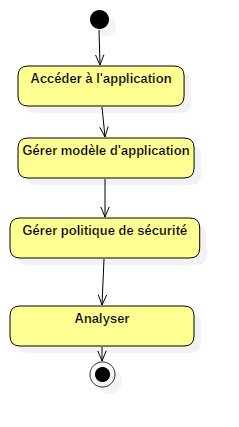 Accéder à l'application
Gérer modèle d'application
Gérer politique de sécurité
Analyser